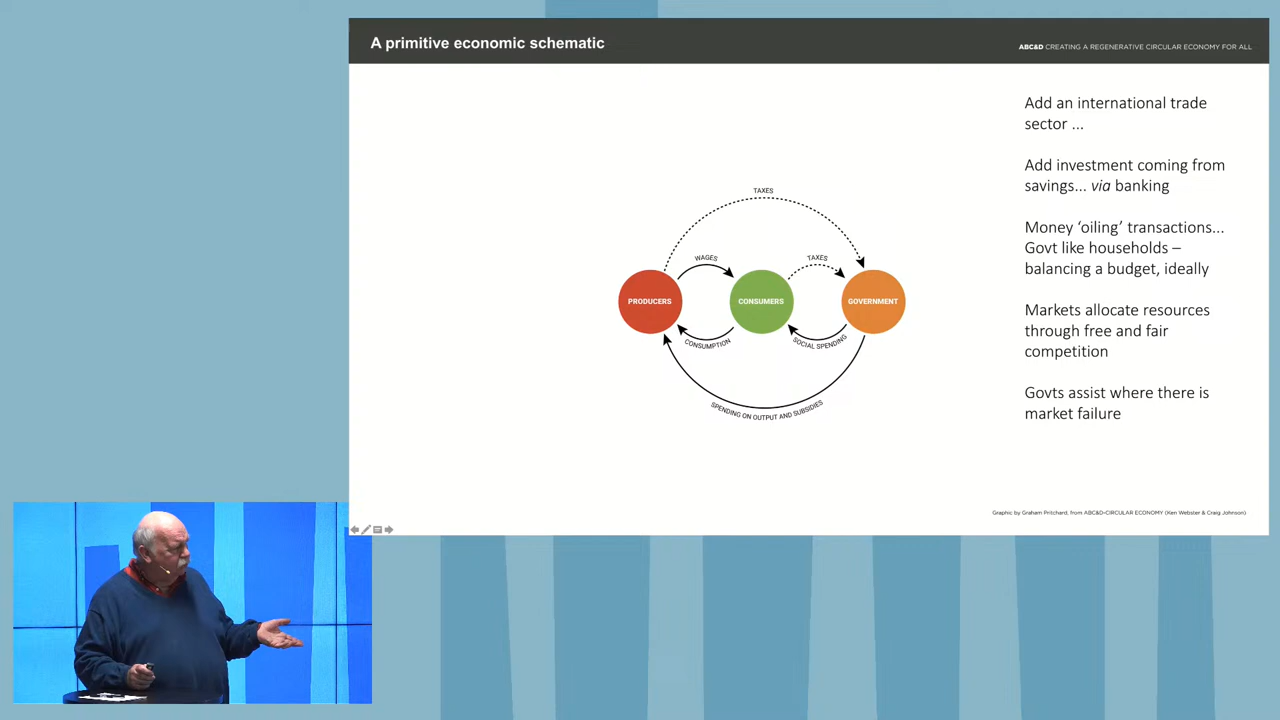 A primitive economic schematic
ABC&D CREATING A REGENERATIVE CIRCULAR ECONOMY FOR ALL
Add an international trade
sector ...
Add investment coming from
savings... via banking
Money ‘oiling’ transactions...
Govt like households –
balancing a budget, ideally
Markets allocate resources
through free and fair
competition
Govts assist where there is
market failure
TAXES
WAGES
TAXES
PRODUCERS
CONSUMERS
GOVERNMENT
CONSUMPTION
SOCIAL SPENDING
SPENDING ON OUTPUT AND SUBSIDIES
Graphic by Graham Pritchard, from ABC&D-CIRCULAR ECONOMY (Ken Webster & Craig Johnson)